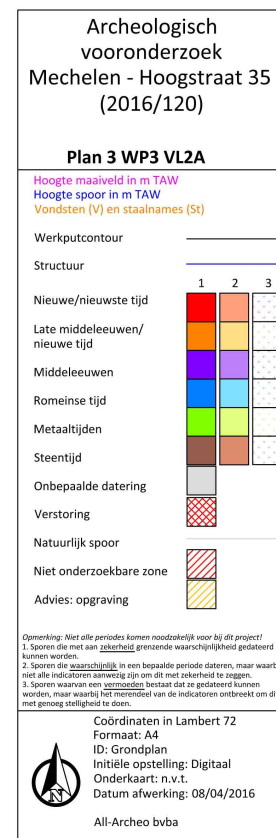 Archeologisch
vooronderzoek
Mechelen - Hoogstraat 35
(2016/120)
Plan 3 WP3 VL2A
Hoogte maaiveld in m TAW
Hoogte spoor in m TAW
Vondsten (V) en staalnames (St)
Werkputcontour
Structuur
1 2 3
Nieuwe/nieuwste tijd
Late middeleeuwen/
nieuwe tijd
Middeleeuwen
Romeinse tijd
Metaaltijden
Steentijd
Onbepaalde datering
Verstoring
Natuurlijk spoor
Niet onderzoekbare zone
Advies: opgraving
Opmerking: Niet alle periodes komen noodzakelijk voor bij dit project!
1. Sporen die met aan zekerheid grenzende waarschijnlijkheid gedateerd
kunnen worden.
2. Sporen die waarschijnlijk in een bepaalde periode dateren, maar waarb
niet alle indicatoren aanwezig zijn om dit met zekerheid te zeggen.
3. Sporen waarvan een vermoeden bestaat dat ze gedateerd kunnen
worden, maar waarbij het merendeel van de indicatoren ontbreekt om di
met genoeg stelligheid te doen.
Coördinaten in Lambert 72
Formaat: A4
ID: Grondplan
Initiële opstelling: Digitaal
Onderkaart: n.v.t.
Datum afwerking: 08/04/2016
All-Archeo bvba
N